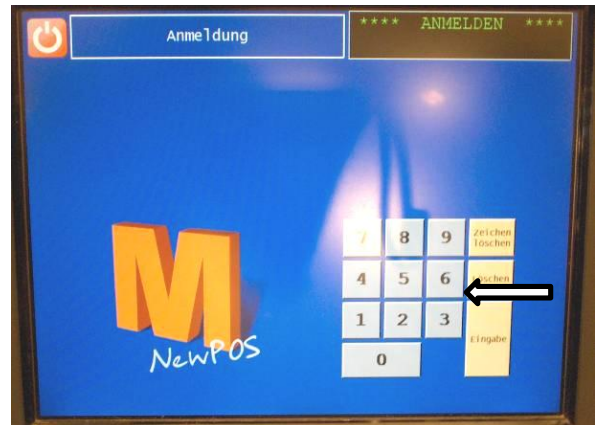 Anmeldung
**** ANMELDEN ****
7 8 9 Zeichen
löschen
4 5 6 Löschen
1 2 3
Eingabe
0
M
NewPOS